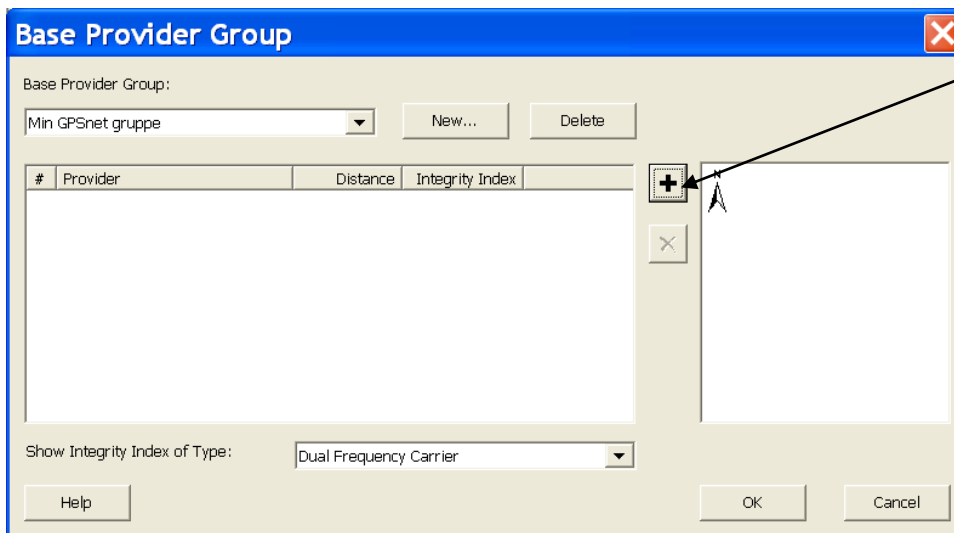 Base Provider Group
Base Provider Group:
Min GPSnet gruppe New... Delete
# Provider Distance Integrity Index
N
Show Integrity Index of Type: Dual Frequency Carrier
Help OK Cancel